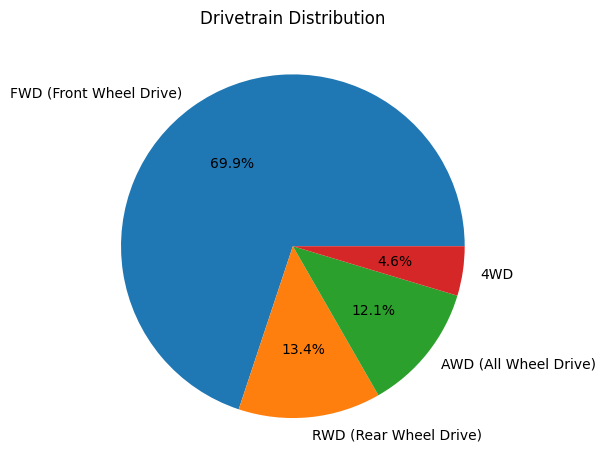 Drivetrain Distribution
FWD (Front Wheel Drive)
69.9%
4.6%
4WD
12.1%
13.4%
AWD (All Wheel Drive)
RWD (Rear Wheel Drive)